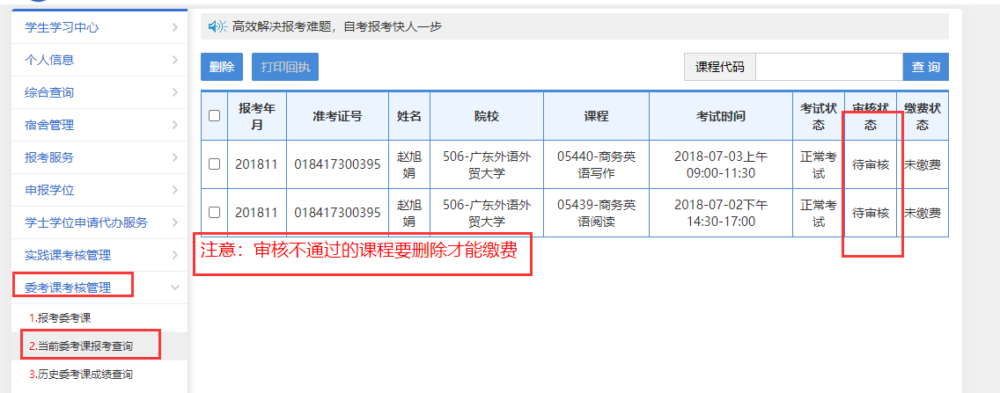 学生学习中心
个人信息
综合查询
宿舍管理
报考服务
申报学位
学士学位申请代办服务
实践课考核管理
委考课考核管理
1.报考委考课
2.当前委考课报考查询
3.历史委考课成绩查询
高效解决报考难题，自考报考快人一步
删除 打印回执 课程代码 查 询
报考年月 准考证号 姓名 院校 课程 考试时间 考试状态 审核状态 缴费状态
201811 018417300395 赵旭娟 506-广东外语外贸大学 05440-商务英语写作 2018-07-03上午 09:00-11:30 正常考试 待审核 未缴费
201811 018417300395 赵旭娟 506-广东外语外贸大学 05439-商务英语阅读 2018-07-02下午 14:30-17:00 正常考试 待审核 未缴费
注意：审核不通过的课程要删除才能缴费